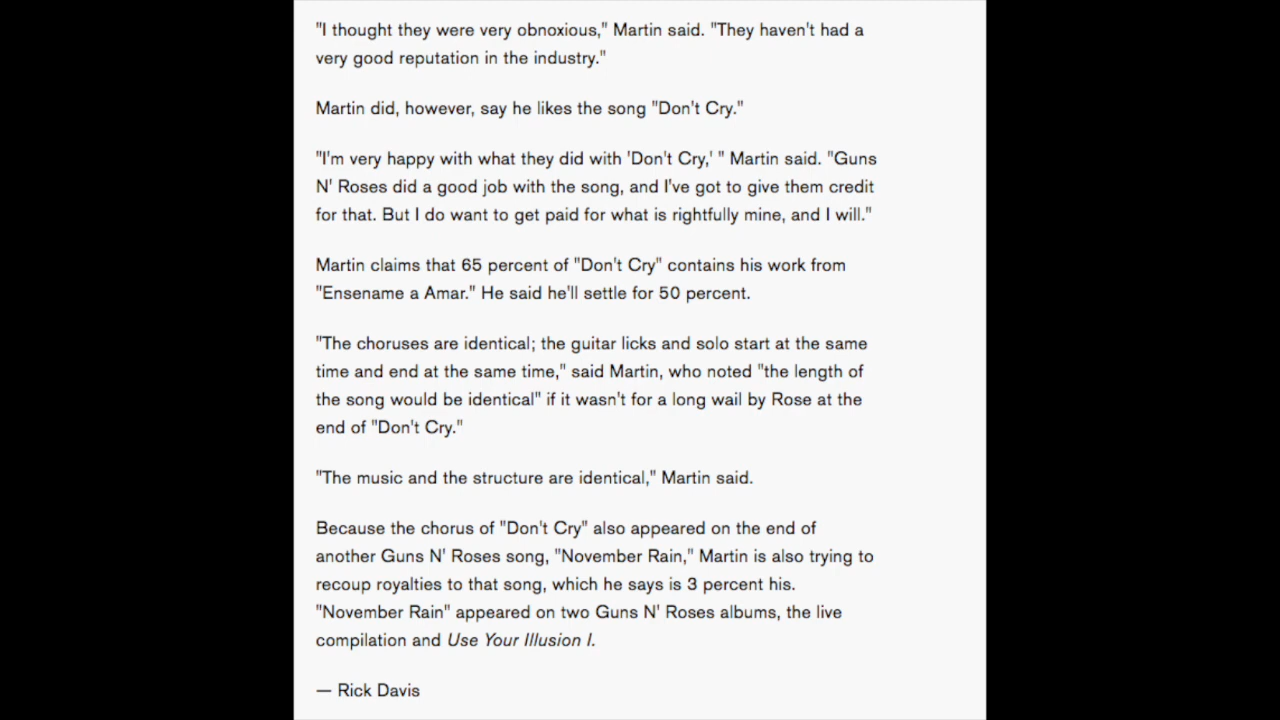 "I thought they were very obnoxious," Martin said. "They haven't had a
very good reputation in the industry."
Martin did, however, say he likes the song "Don't Cry."
"I'm very happy with what they did with 'Don't Cry,' " Martin said. "Guns
N' Roses did a good job with the song, and I've got to give them credit
for that. But I do want to get paid for what is rightfully mine, and I will."
Martin claims that 65 percent of "Don't Cry" contains his work from
"Ensename a Amar." He said he'll settle for 50 percent.
"The choruses are identical; the guitar licks and solo start at the same
time and end at the same time," said Martin, who noted "the length of
the song would be identical" if it wasn't for a long wail by Rose at the
end of "Don't Cry."
"The music and the structure are identical," Martin said.
Because the chorus of "Don't Cry" also appeared on the end of
another Guns N' Roses song, "November Rain," Martin is also trying to
recoup royalties to that song, which he says is 3 percent his.
"November Rain" appeared on two Guns N' Roses albums, the live
compilation and Use Your Illusion I.
— Rick Davis